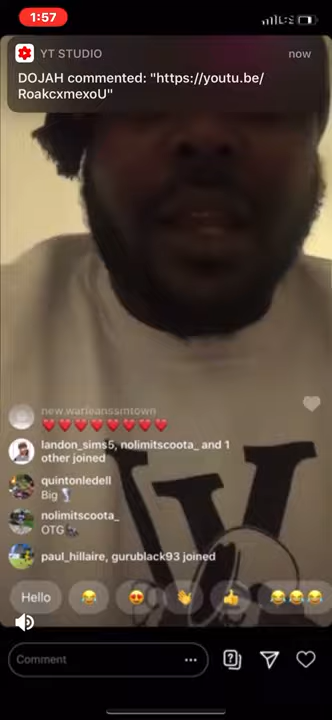 1:57
YT STUDIO
now
DOJAH commented: "https://youtu.be/
RoakcxmexoU"
new.warleanssmtown
landon_sims5, nolimitscoota_ and 1
other joined
quintonledell
Big
nolimitscoota_
OTG
paul_hillaire, gurublack93 joined
Hello
Comment